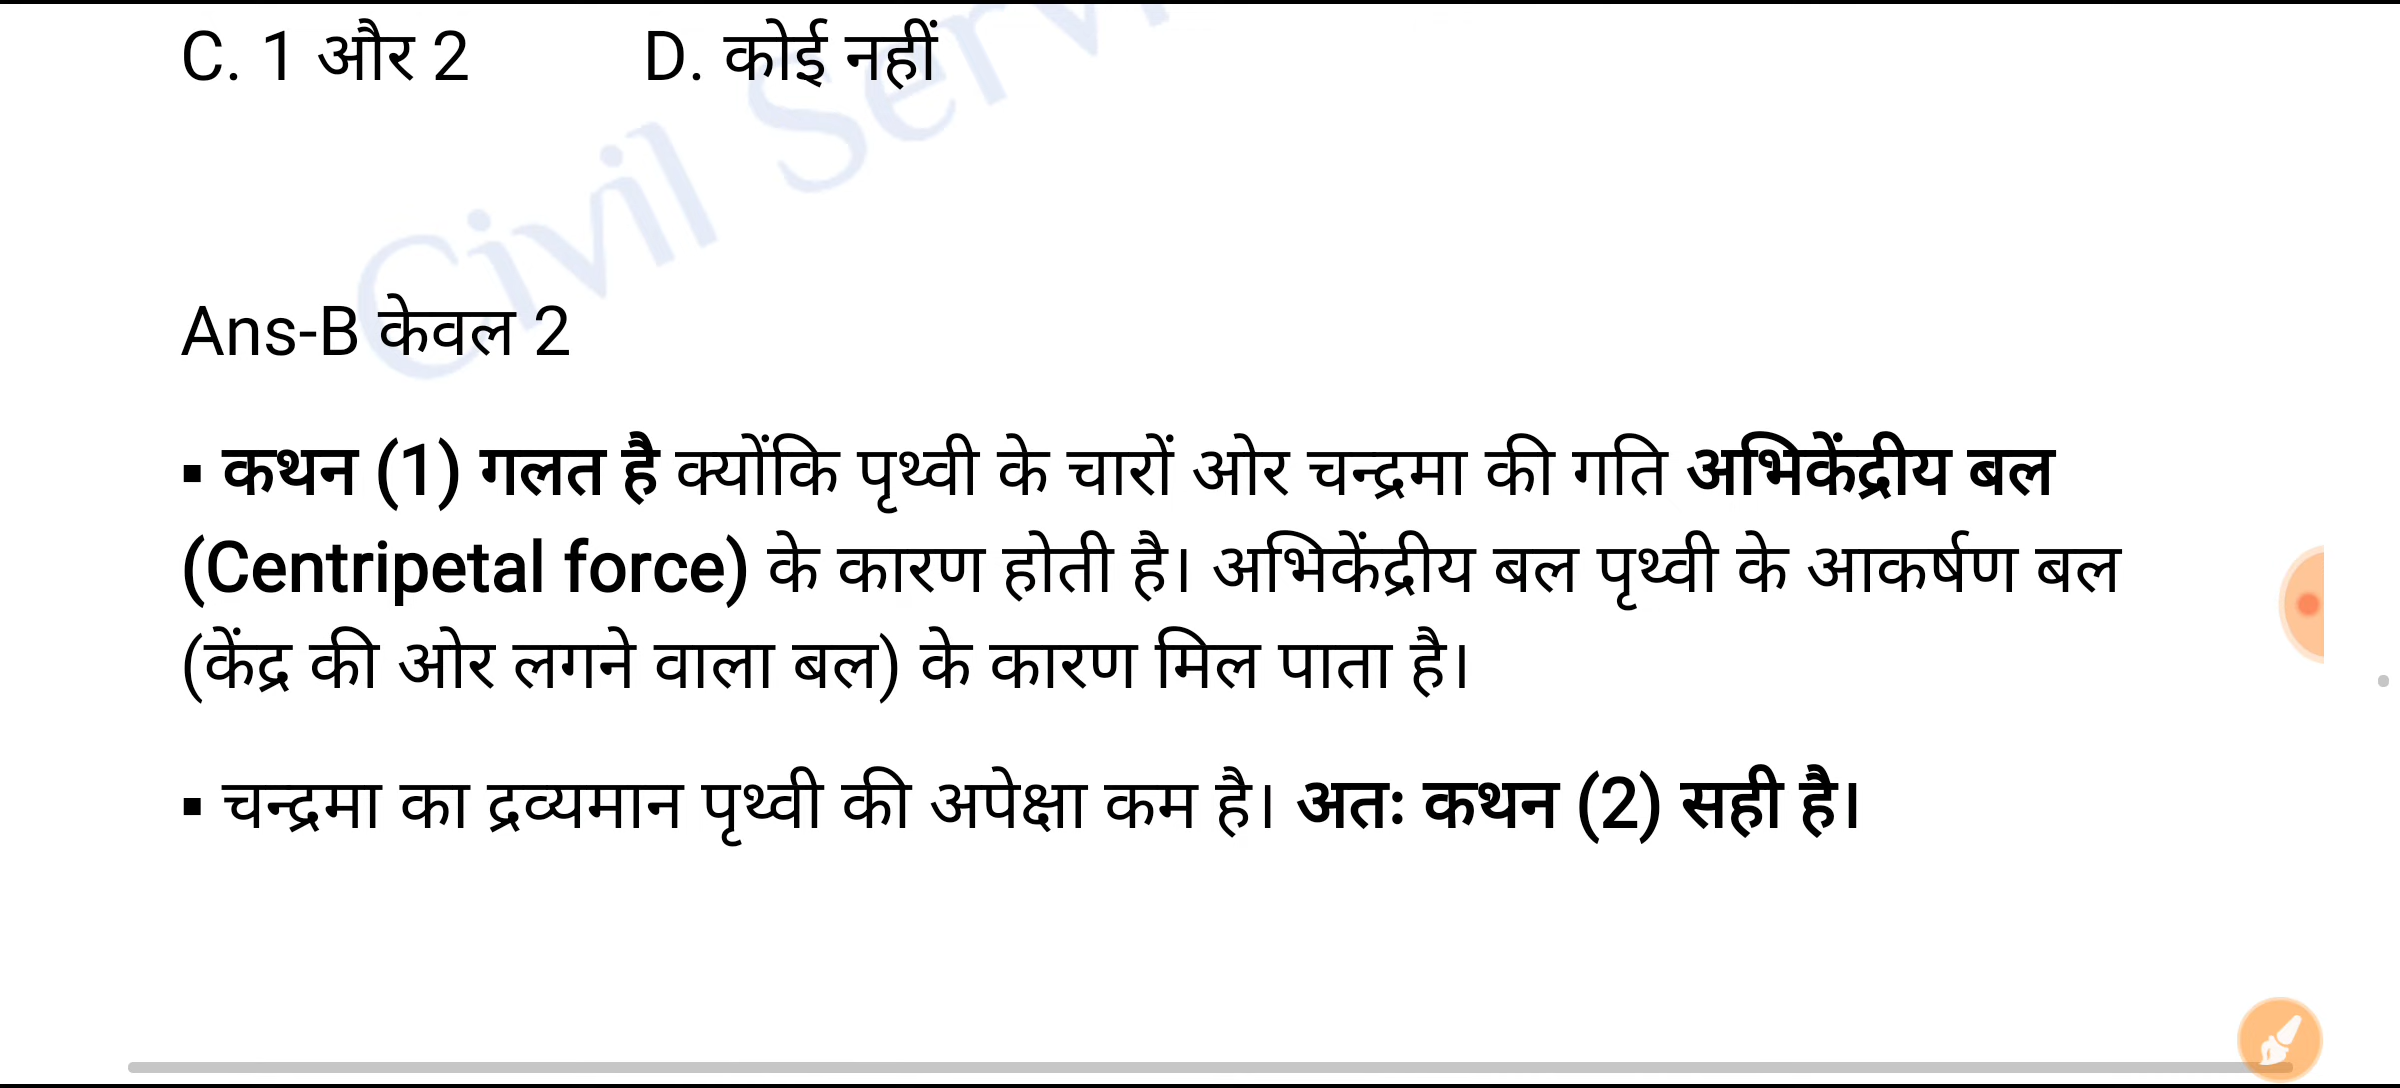 C. 1 और 2 D. कोई नहीं
Civil Serv
Ans-B केवल 2
▪ कथन (1) गलत है क्योंकि पृथ्वी के चारों ओर चन्द्रमा की गति अभिकेंद्रीय बल
(Centripetal force) के कारण होती है। अभिकेंद्रीय बल पृथ्वी के आकर्षण बल
(केंद्र की ओर लगने वाला बल) के कारण मिल पाता है।
▪ चन्द्रमा का द्रव्यमान पृथ्वी की अपेक्षा कम है। अतः कथन (2) सही है।